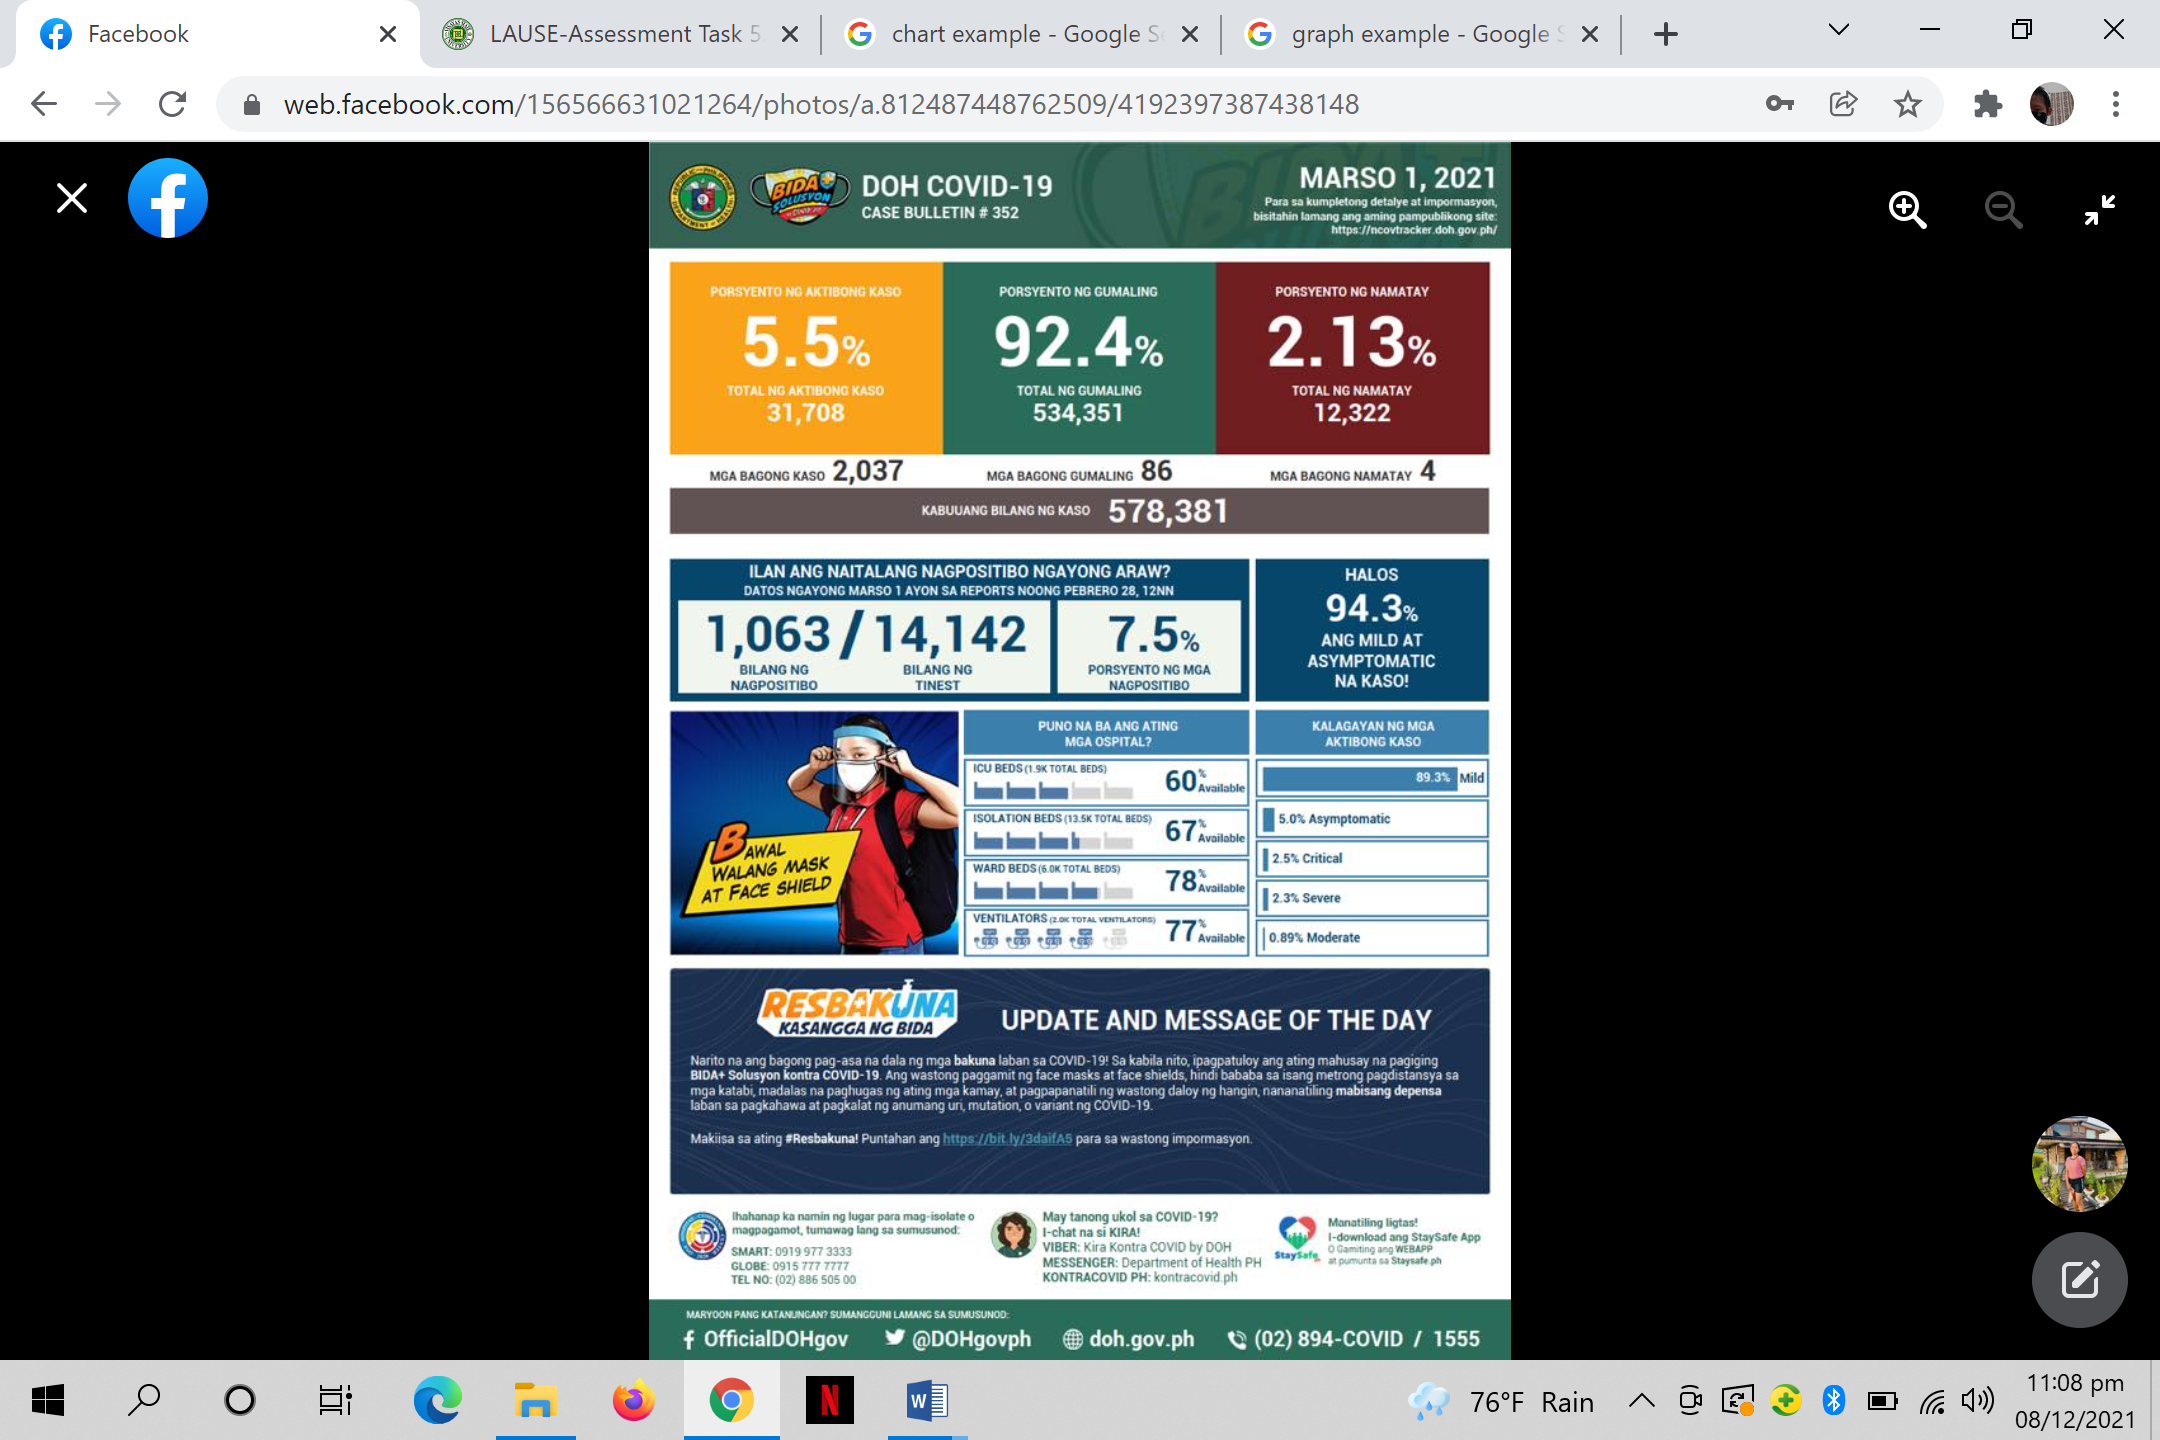 Facebook
LAUSE-Assessment Task 5
chart example - Google Se
graph example - Google S
web.facebook.com/156566631021264/photos/a.812487448762509/4192397387438148
BIDA+
SOLUSYON
DOH COVID-19
CASE BULLETIN # 352
MARSO 1, 2021
Para sa kumpletong detalye at impormasyon,
bisitahin lamang ang aming pampublikong site:
https://ncovtracker.doh.gov.ph/
PORSYENTO NG AKTIBONG KASO
5.5%
TOTAL NG AKTIBONG KASO
31,708
PORSYENTO NG GUMALING
92.4%
TOTAL NG GUMALING
534,351
PORSYENTO NG NAMATAY
2.13%
TOTAL NG NAMATAY
12,322
MGA BAGONG KASO 2,037
MGA BAGONG GUMALING 86
MGA BAGONG NAMATAY 4
KABUUANG BILANG NG KASO 578,381
ILAN ANG NAITALANG NAGPOSITIBO NGAYONG ARAW?
DATOS NGAYONG MARSO 1 AYON SA REPORTS NOONG PEBRERO 28, 12NN
1,063 / 14,142
BILANG NG
NAGPOSITIBO
BILANG NG
TINEST
7.5%
PORSYENTO NG MGA
NAGPOSITIBO
HALOS
94.3%
ANG MILD AT
ASYMPTOMATIC
NA KASO!
BAWAL
WALANG MASK
AT FACE SHIELD
PUNO NA BA ANG ATING
MGA OSPITAL?
ICU BEDS (1.9K TOTAL BEDS)
60% Available
ISOLATION BEDS (13.5K TOTAL BEDS)
67% Available
WARD BEDS (6.0K TOTAL BEDS)
78% Available
VENTILATORS (2.0K TOTAL VENTILATORS)
77% Available
KALAGAYAN NG MGA
AKTIBONG KASO
89.3% Mild
5.0% Asymptomatic
2.5% Critical
2.3% Severe
0.89% Moderate
RESBAKUNA
KASANGGA NG BIDA
UPDATE AND MESSAGE OF THE DAY
Narito na ang bagong pag-asa na dala ng mga bakuna laban sa COVID-19! Sa kabila nito, ipagpatuloy ang ating mahusay na pagiging
BIDA+ Solusyon kontra COVID-19. Ang wastong paggamit ng face masks at face shields, hindi bababa sa isang metrong pagdistansya sa
mga katabi, madalas na paghugas ng ating mga kamay, at pagpapanatili ng wastong daloy ng hangin, nananatiling mabisang depensa
laban sa pagkahawa at pagkalat ng anumang uri, mutation, o variant ng COVID-19.
Makiisa sa ating #Resbakuna! Puntahan ang https://bit.ly/3daifA5 para sa wastong impormasyon.
Ihahanap ka namin ng lugar para mag-isolate o
magpagamot, tumawag lang sa sumusunod:
SMART: 0919 977 3333
GLOBE: 0915 777 7777
TEL NO: (02) 886 505 00
May tanong ukol sa COVID-19?
I-chat na si KIRA!
VIBER: Kira Kontra COVID by DOH
MESSENGER: Department of Health PH
KONTRACOVID PH: kontracovid.ph
StaySafe
Manatiling ligtas!
I-download ang StaySafe App
O Gamiting ang WEBAPP
at pumunta sa Staysafe.ph
MARYOON PANG KATANUNGAN? SUMANGGUNI LAMANG SA SUMUSUNOD:
OfficialDOHgov
@DOHgovph
doh.gov.ph
(02) 894-COVID / 1555
76°F Rain
11:08 pm
08/12/2021